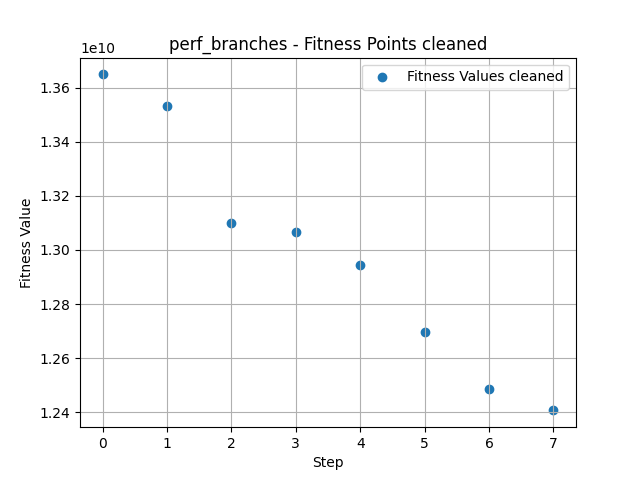 perf_branches - Fitness Points cleaned
1e10
Fitness Values cleaned
1.36
1.34
1.32
1.30
1.28
1.26
1.24
Fitness Value
0 1 2 3 4 5 6 7
Step